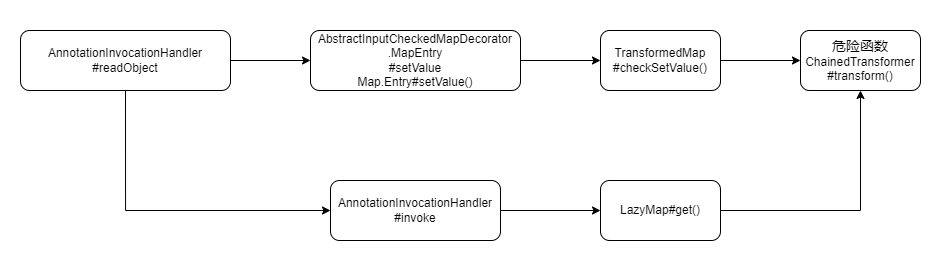 AnnotationInvocationHandler
#readObject
AbstractInputCheckedMapDecorator
.MapEntry
#setValue
Map.Entry#setValue()
TransformedMap
#checkSetValue()
危险函数
ChainedTransformer
#transform()
AnnotationInvocationHandler
#invoke
LazyMap#get()